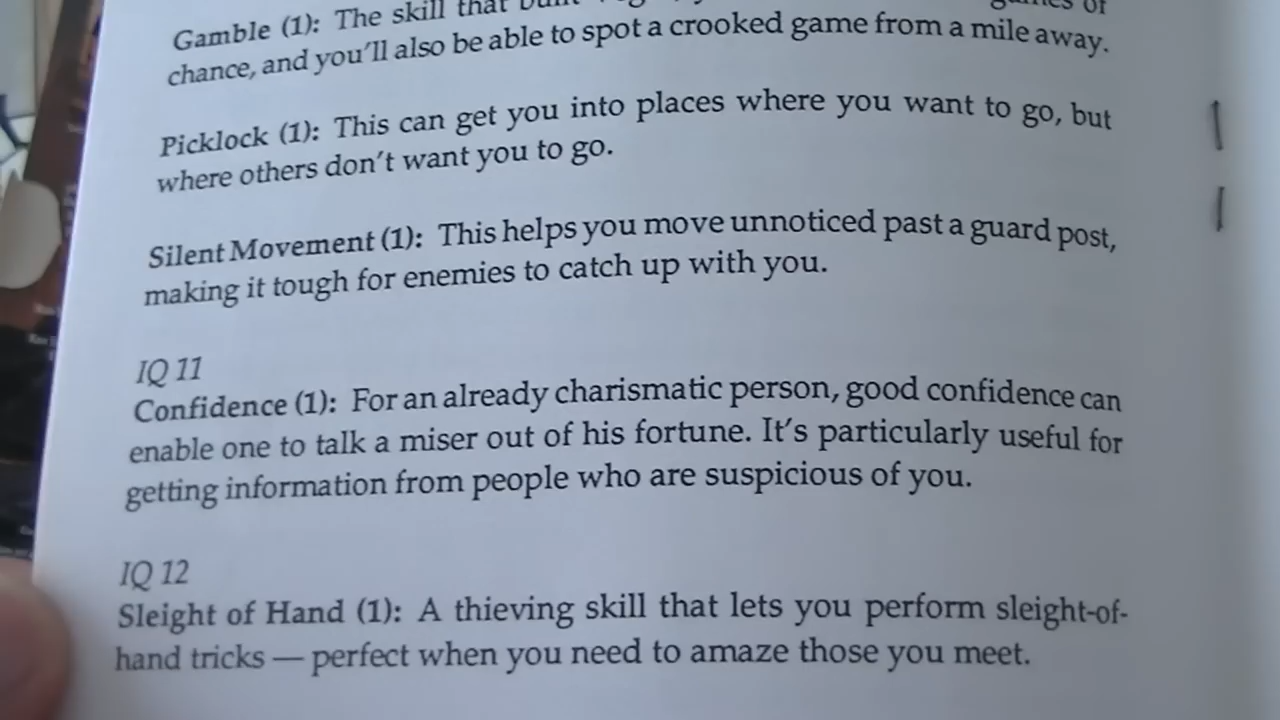 Gamble (1): The skill that of
chance, and you'll also be able to spot a crooked game from a mile away.
Picklock (1): This can get you into places where you want to go, but
where others don't want you to go.
Silent Movement (1): This helps you move unnoticed past a guard post,
making it tough for enemies to catch up with you.
IQ 11
Confidence (1): For an already charismatic person, good confidence can
enable one to talk a miser out of his fortune. It's particularly useful for
getting information from people who are suspicious of you.
IQ 12
Sleight of Hand (1): A thieving skill that lets you perform sleight-of-
hand tricks — perfect when you need to amaze those you meet.